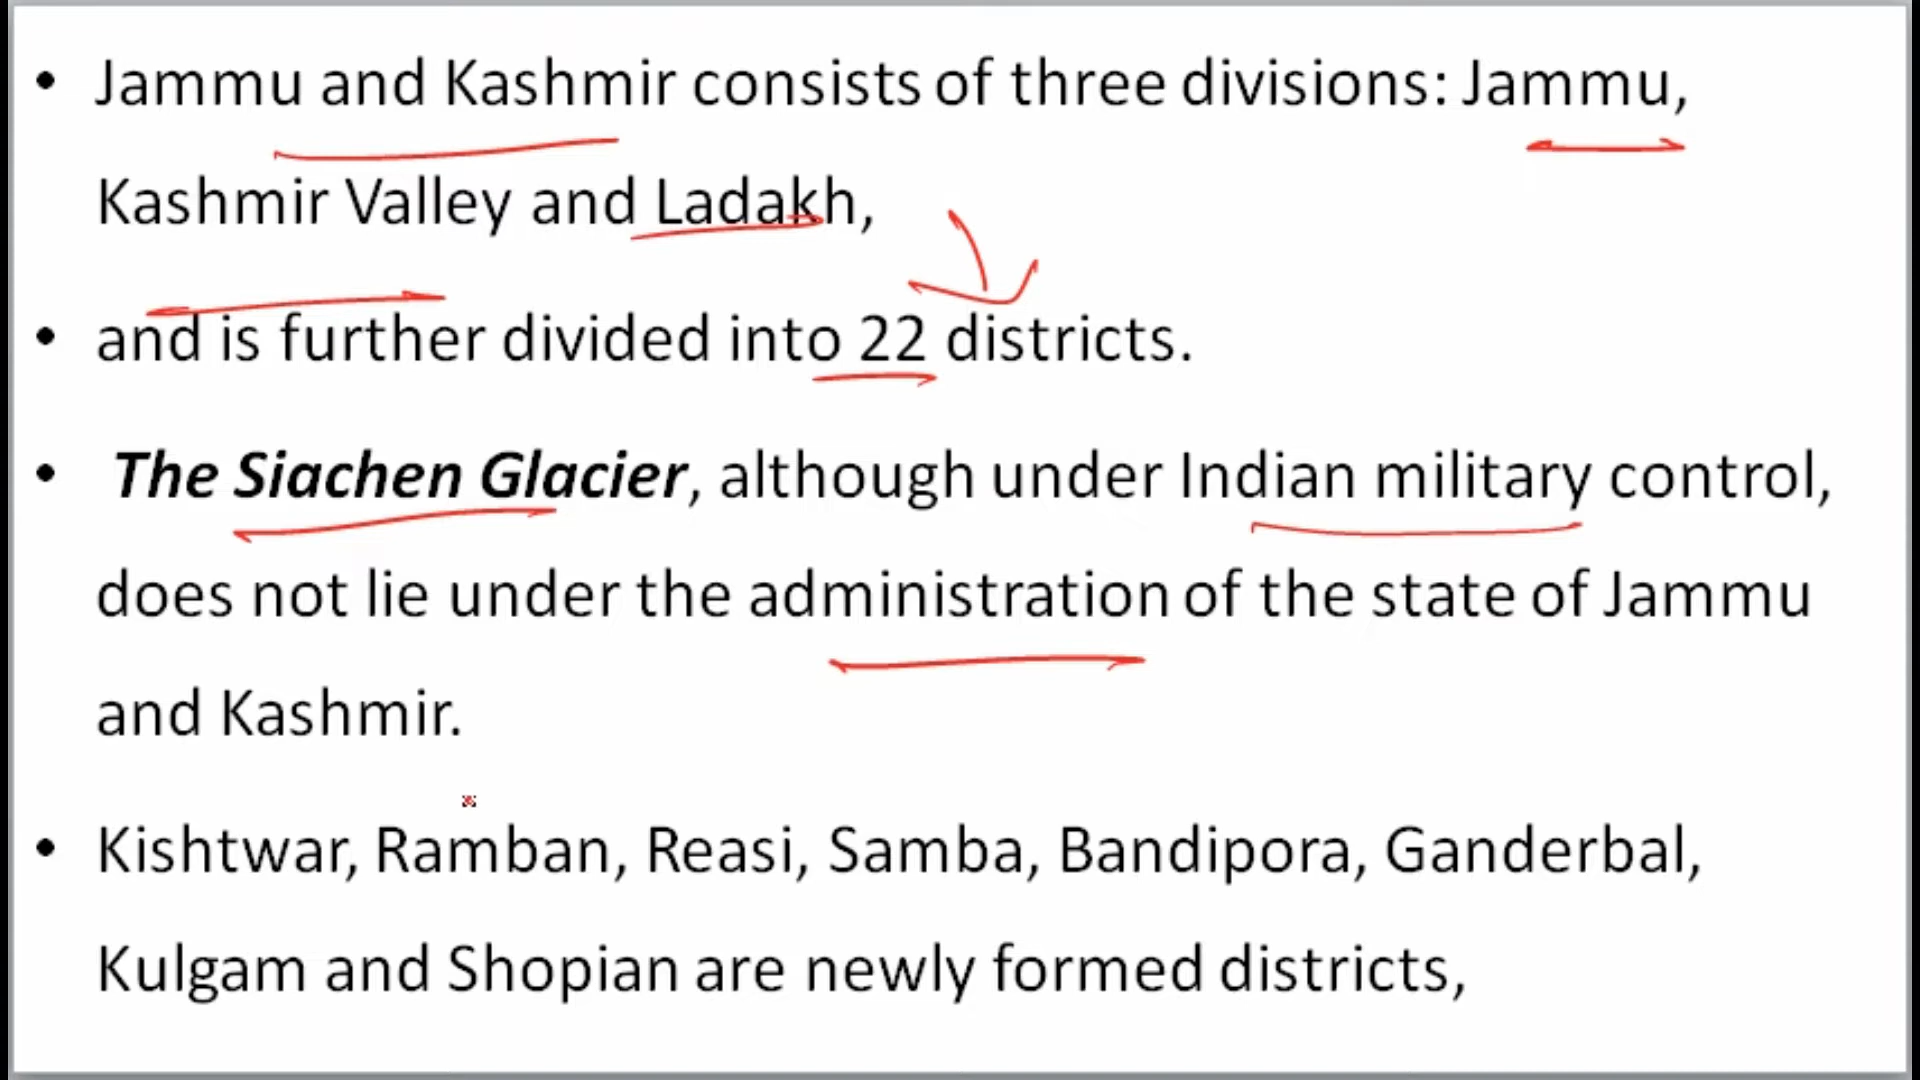 • Jammu and Kashmir consists of three divisions: Jammu,
Kashmir Valley and Ladakh,
• and is further divided into 22 districts.
• The Siachen Glacier, although under Indian military control,
does not lie under the administration of the state of Jammu
and Kashmir.
• Kishtwar, Ramban, Reasi, Samba, Bandipora, Ganderbal,
Kulgam and Shopian are newly formed districts,